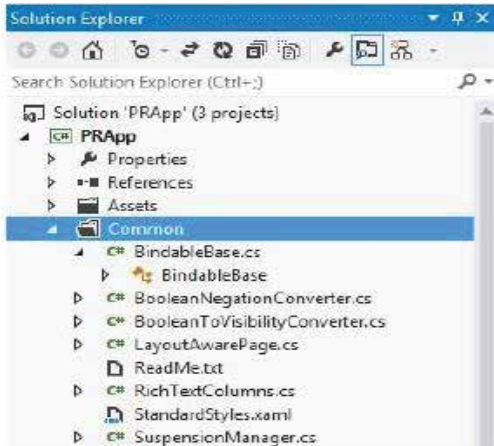 Solution Explorer
Search Solution Explorer (Ctrl+;)
Solution 'PRApp' (3 projects)
C# PRApp
Properties
References
Assets
Common
C# BindableBase.cs
BindableBase
C# BooleanNegationConverter.cs
C# BooleanToVisibilityConverter.cs
C# LayoutAwarePage.cs
ReadMe.txt
C# RichTextColumns.cs
StandardStyles.xaml
C# SuspensionManager.cs